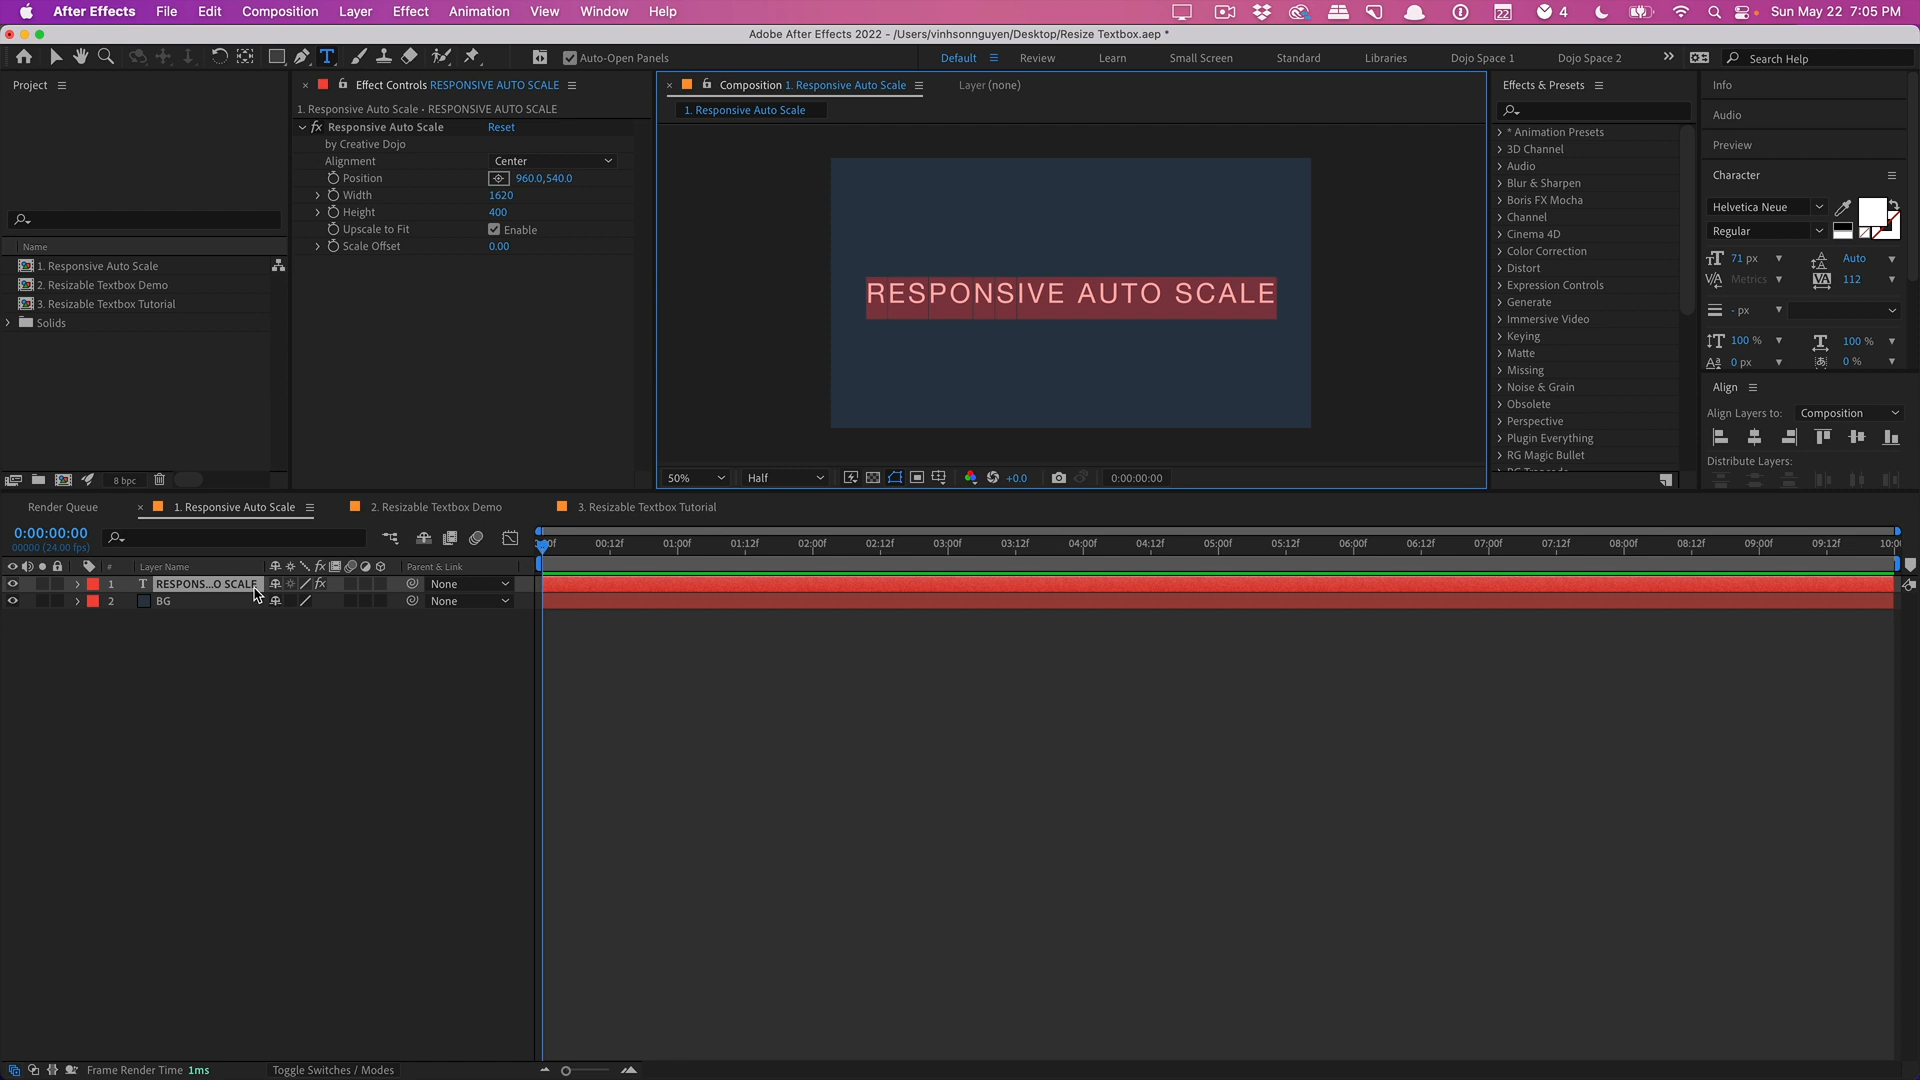 After Effects File Edit Composition Layer Effect Animation View Window Help 22 4 Sun May 22 7:05 PM
Adobe After Effects 2022 - /Users/vinhsonnguyen/Desktop/Resize Textbox.aep *
Auto-Open Panels Default Review Learn Small Screen Standard Libraries Dojo Space 1 Dojo Space 2 Search Help
Project
Name
1. Responsive Auto Scale
2. Resizable Textbox Demo
3. Resizable Textbox Tutorial
Solids
8 bpc
Effect Controls RESPONSIVE AUTO SCALE
1. Responsive Auto Scale • RESPONSIVE AUTO SCALE
fx Responsive Auto Scale Reset
by Creative Dojo
Alignment Center
Position 960.0,540.0
Width 1620
Height 400
Upscale to Fit Enable
Scale Offset 0.00
Composition 1. Responsive Auto Scale Layer (none)
1. Responsive Auto Scale
RESPONSIVE AUTO SCALE
50% Half +0.0 0:00:00:00
Effects & Presets
* Animation Presets
3D Channel
Audio
Blur & Sharpen
Boris FX Mocha
Channel
Cinema 4D
Color Correction
Distort
Expression Controls
Generate
Immersive Video
Keying
Matte
Missing
Noise & Grain
Obsolete
Perspective
Plugin Everything
RG Magic Bullet
Info
Audio
Preview
Character
Helvetica Neue
Regular
71 px Auto
Metrics 112
- px
100 % 100 %
0 px 0 %
Align
Align Layers to: Composition
Distribute Layers:
Render Queue 1. Responsive Auto Scale 2. Resizable Textbox Demo 3. Resizable Textbox Tutorial
0:00:00:00
00000 (24.00 fps)
00:12f 01:00f 01:12f 02:00f 02:12f 03:00f 03:12f 04:00f 04:12f 05:00f 05:12f 06:00f 06:12f 07:00f 07:12f 08:00f 08:12f 09:00f 09:12f
# Layer Name fx Parent & Link
1 T RESPONS...O SCALE fx None
2 BG None
Frame Render Time 1ms Toggle Switches / Modes